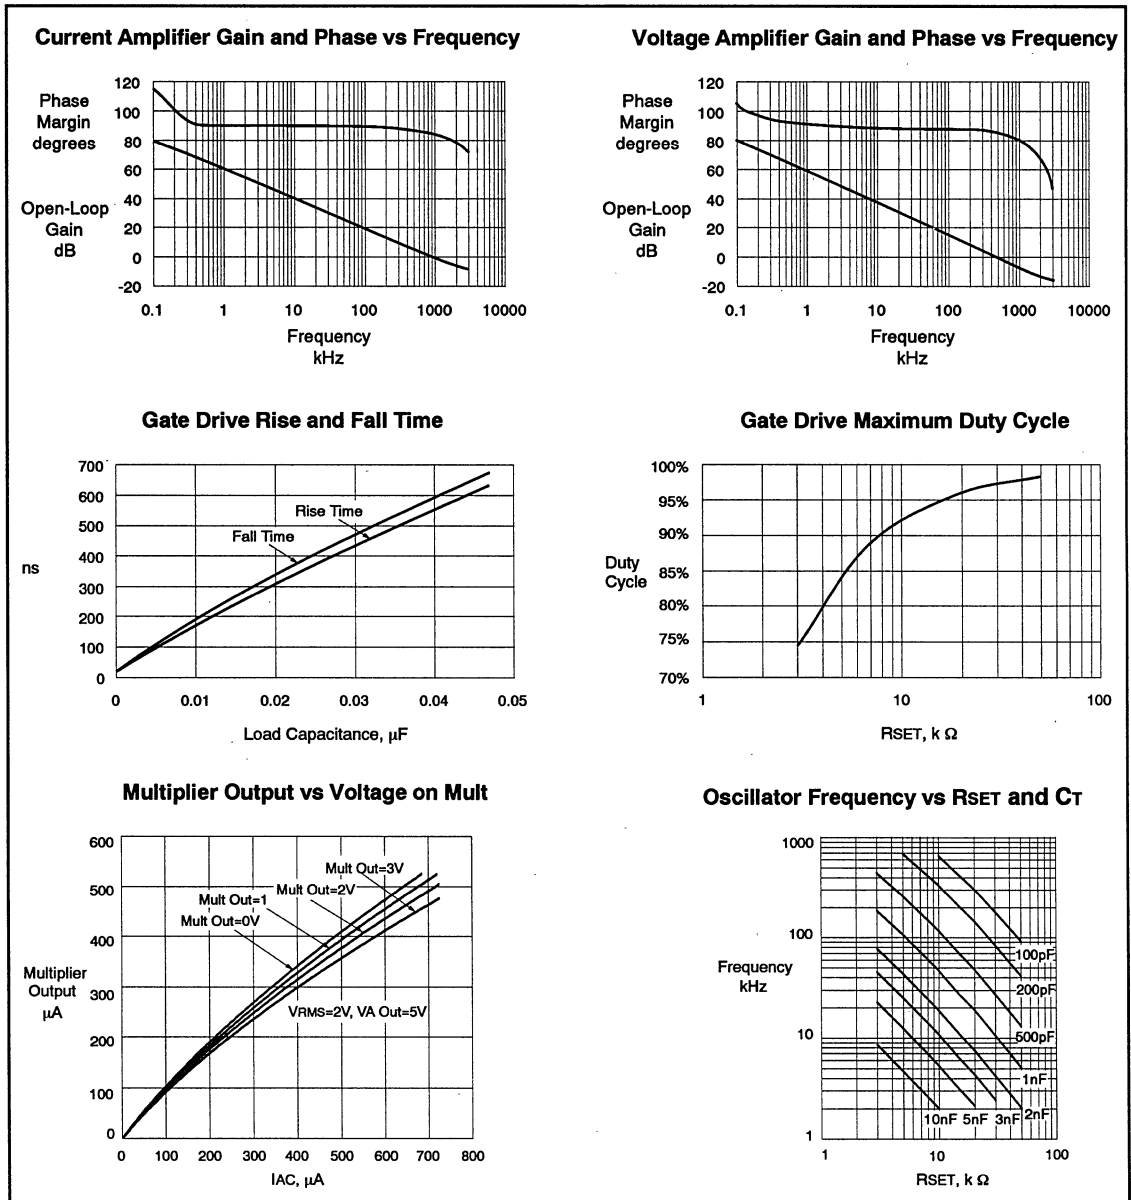 Current Amplifier Gain and Phase vs Frequency
120
100
80
60
40
20
0
-20
Phase
Margin
degrees
Open-Loop
Gain
dB
0.1 1 10 100 1000 10000
Frequency
kHz
Voltage Amplifier Gain and Phase vs Frequency
120
100
80
60
40
20
0
-20
Phase
Margin
degrees
Open-Loop
Gain
dB
0.1 1 10 100 1000 10000
Frequency
kHz
Gate Drive Rise and Fall Time
700
600
500
400
300
200
100
0
ns
Rise Time
Fall Time
0 0.01 0.02 0.03 0.04 0.05
Load Capacitance, µF
Gate Drive Maximum Duty Cycle
100%
95%
90%
85%
80%
75%
70%
Duty
Cycle
1 10 100
RSET, k Ω
Multiplier Output vs Voltage on Mult
600
500
400
300
200
100
0
Multiplier
Output
µA
Mult Out=3V
Mult Out=2V
Mult Out=1
Mult Out=0V
VRMS=2V, VA Out=5V
0 100 200 300 400 500 600 700 800
IAC, µA
Oscillator Frequency vs RSET and CT
1000
100
10
1
Frequency
kHz
100pF
200pF
500pF
1nF
10nF 5nF 3nF 2nF
1 10 100
RSET, k Ω